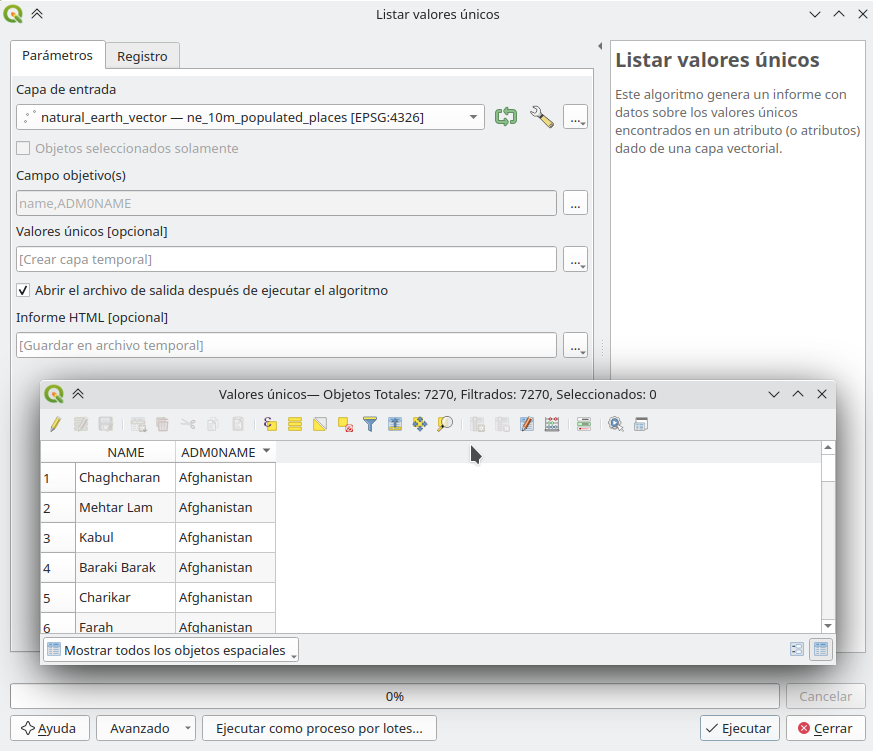 Listar valores únicos
Parámetros
Registro
Capa de entrada
natural_earth_vector — ne_10m_populated_places [EPSG:4326]
...
Objetos seleccionados solamente
Campo objetivo(s)
name,ADM0NAME
...
Valores únicos [opcional]
[Crear capa temporal]
...
Abrir el archivo de salida después de ejecutar el algoritmo
Informe HTML [opcional]
[Guardar en archivo temporal]
...
Listar valores únicos
Este algoritmo genera un informe con
datos sobre los valores únicos
encontrados en un atributo (o atributos)
dado de una capa vectorial.
Valores únicos— Objetos Totales: 7270, Filtrados: 7270, Seleccionados: 0
NAME ADM0NAME
1 Chaghcharan Afghanistan
2 Mehtar Lam Afghanistan
3 Kabul Afghanistan
4 Baraki Barak Afghanistan
5 Charikar Afghanistan
6 Farah Afghanistan
Mostrar todos los objetos espaciales
0%
Cancelar
Ayuda
Avanzado
Ejecutar como proceso por lotes...
Ejecutar
Cerrar